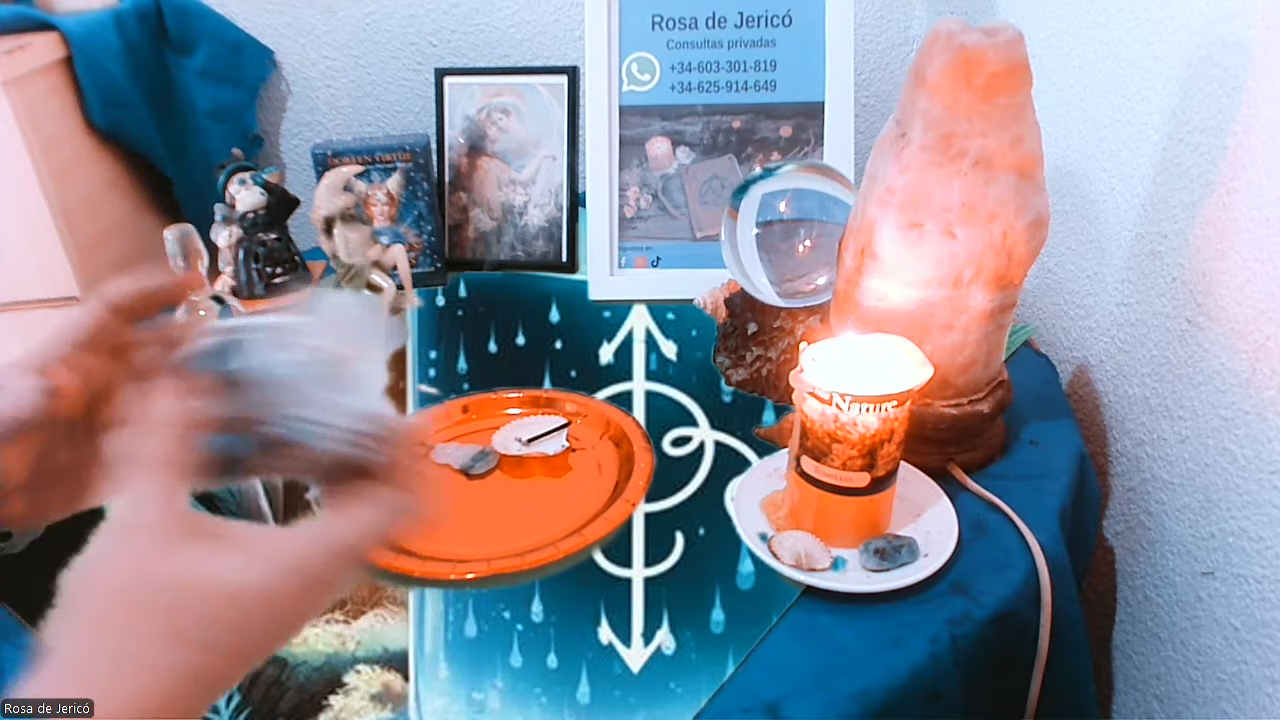 Rosa de Jericó
Consultas privadas
+34-603-301-819
+34-625-914-649
DOREEN VIRTUE
Nature
Rosa de Jericó